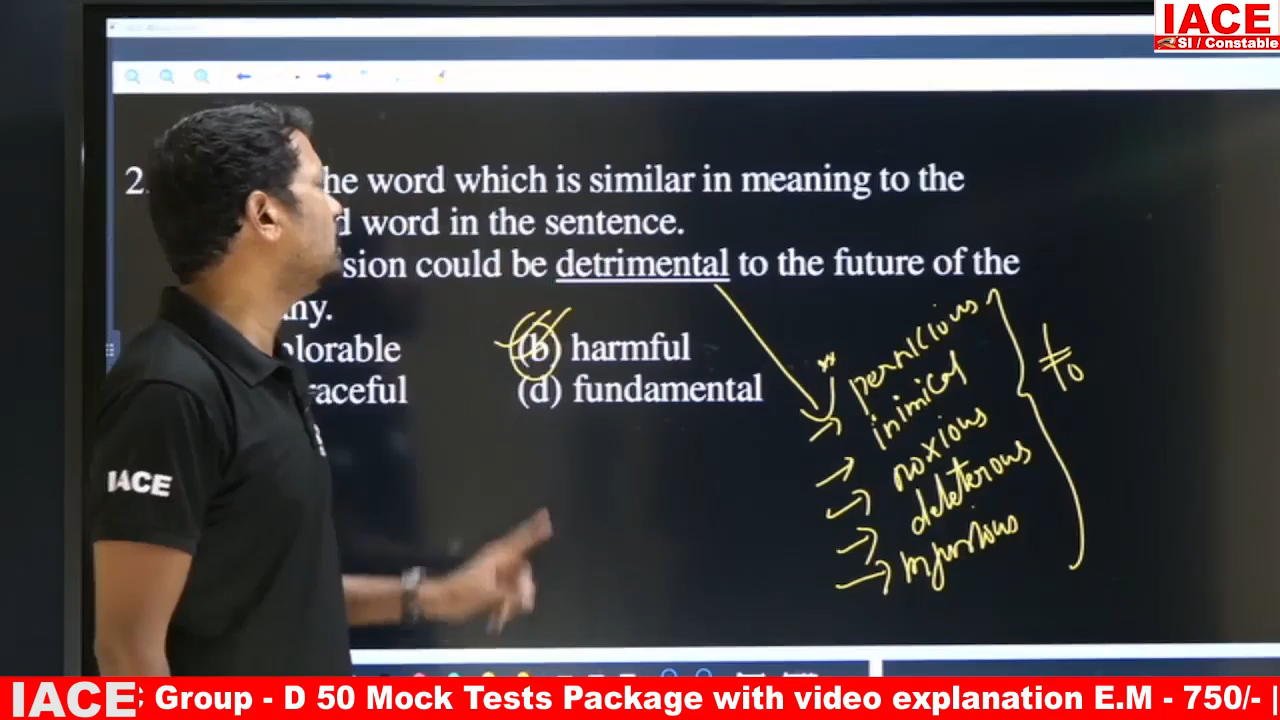 IACE
SI / Constable
2.
he word which is similar in meaning to the
d word in the sentence.
sion could be detrimental to the future of the
ny.
lorable
(b) harmful
raceful
(d) fundamental
pernicious
inimical
noxious
deleterous
injurious
to
IACE
IACE
Group - D 50 Mock Tests Package with video explanation E.M - 750/- |